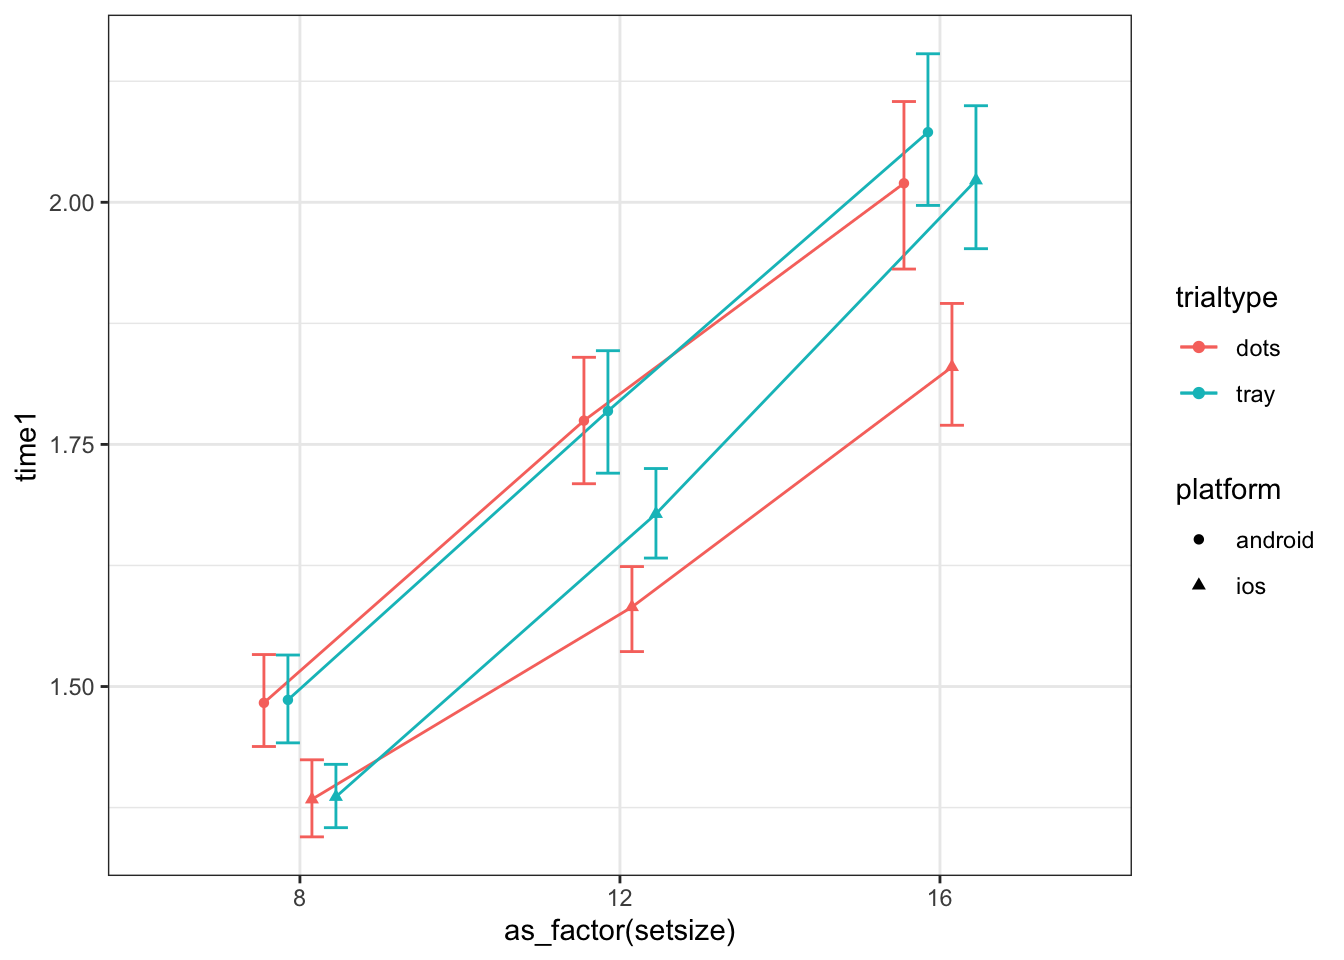 time1
2.00
1.75
1.50
8
12
16
as_factor(setsize)
trialtype
dots
tray
platform
android
ios